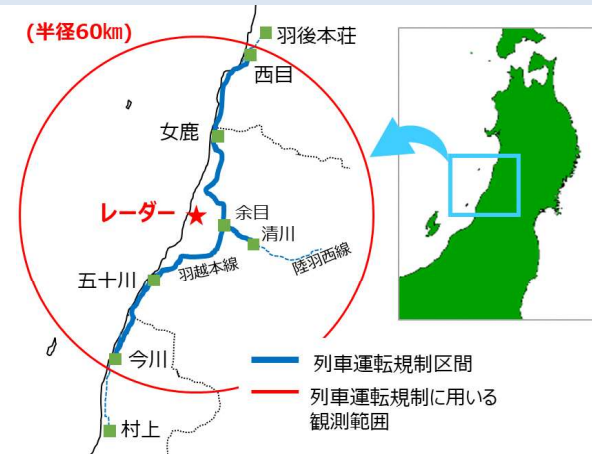 (半径60㎞)
羽後本荘
西目
女鹿
レーダー
余目
清川
陸羽西線
羽越本線
五十川
今川
村上
列車運転規制区間
列車運転規制に用いる
観測範囲